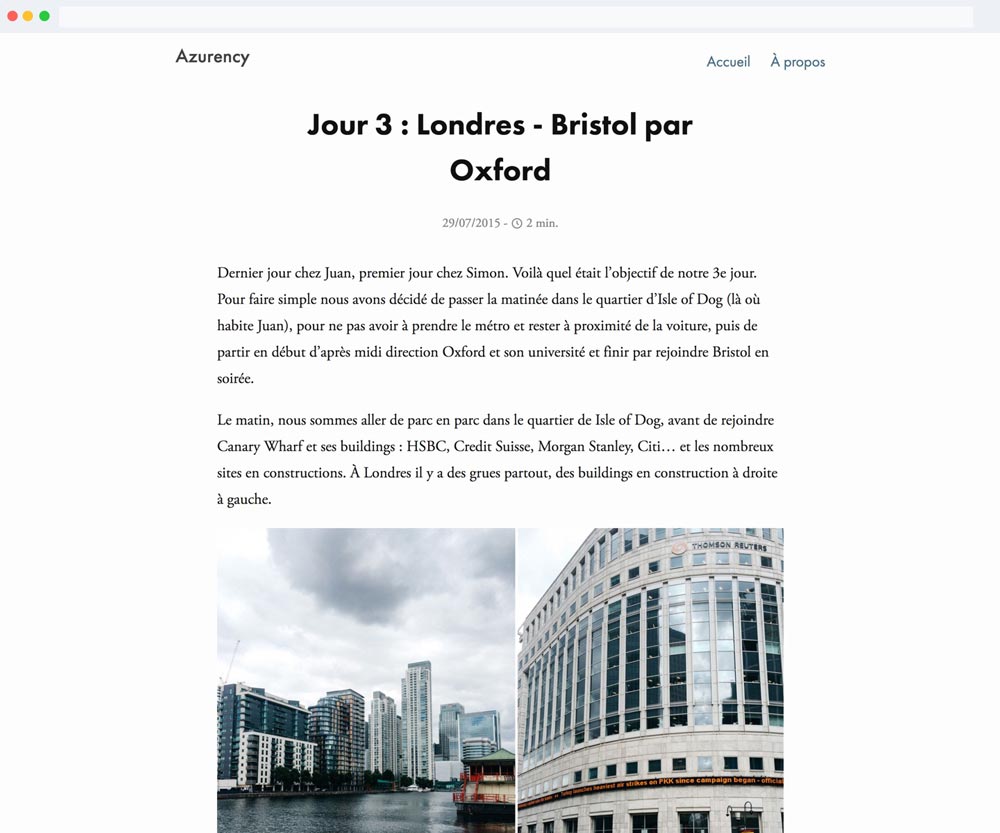 Azurency
Accueil À propos
Jour 3 : Londres - Bristol par
Oxford
29/07/2015 - 2 min.
Dernier jour chez Juan, premier jour chez Simon. Voilà quel était l’objectif de notre 3e jour.
Pour faire simple nous avons décidé de passer la matinée dans le quartier d’Isle of Dog (là où
habite Juan), pour ne pas avoir à prendre le métro et rester à proximité de la voiture, puis de
partir en début d’après midi direction Oxford et son université et finir par rejoindre Bristol en
soirée.
Le matin, nous sommes aller de parc en parc dans le quartier de Isle of Dog, avant de rejoindre
Canary Wharf et ses buildings : HSBC, Credit Suisse, Morgan Stanley, Citi… et les nombreux
sites en constructions. À Londres il y a des grues partout, des buildings en construction à droite
à gauche.
THOMSON REUTERS
Turkey launches heaviest air strikes on PKK since campaign began - official